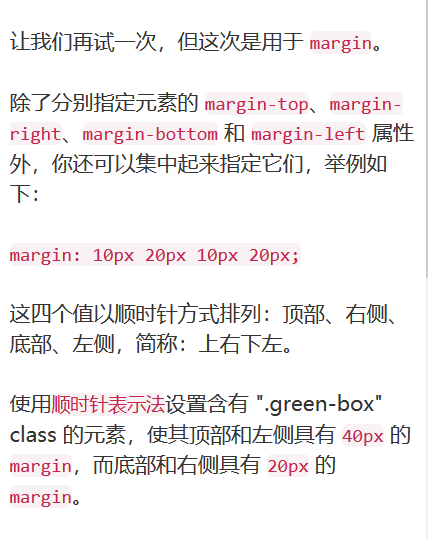 让我们再试一次，但这次是用于 margin。
除了分别指定元素的 margin-top、margin-
right、margin-bottom 和 margin-left 属性
外，你还可以集中起来指定它们，举例如
下：
margin: 10px 20px 10px 20px;
这四个值以顺时针方式排列：顶部、右侧、
底部、左侧，简称：上右下左。
使用顺时针表示法设置含有 ".green-box"
class 的元素，使其顶部和左侧具有 40px 的
margin，而底部和右侧具有 20px 的
margin。